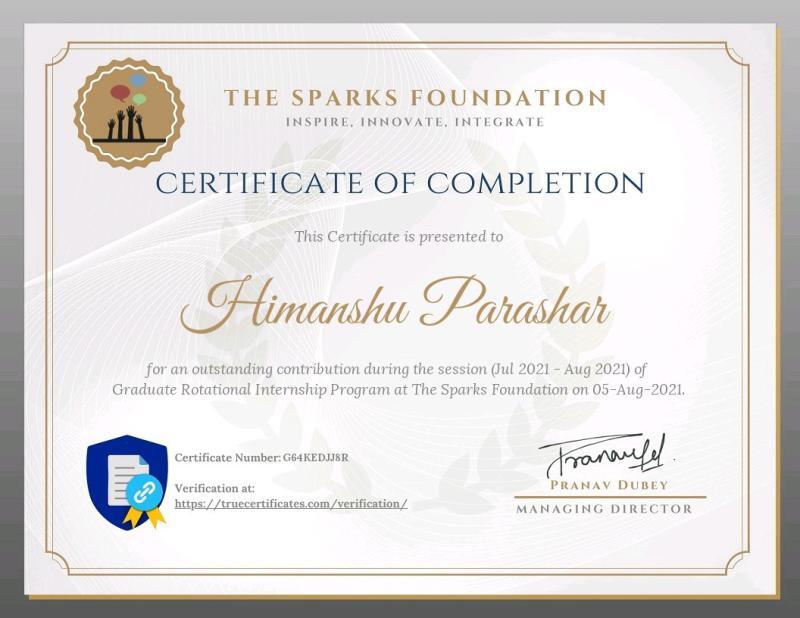 THE SPARKS FOUNDATION
INSPIRE, INNOVATE, INTEGRATE
CERTIFICATE OF COMPLETION
This Certificate is presented to
Himanshu Parashar
for an outstanding contribution during the session (Jul 2021 - Aug 2021) of
Graduate Rotational Internship Program at The Sparks Foundation on 05-Aug-2021.
Certificate Number: G64KEDJJ8R
Verification at:
https://truecertificates.com/verification/
PRANAV DUBEY
MANAGING DIRECTOR